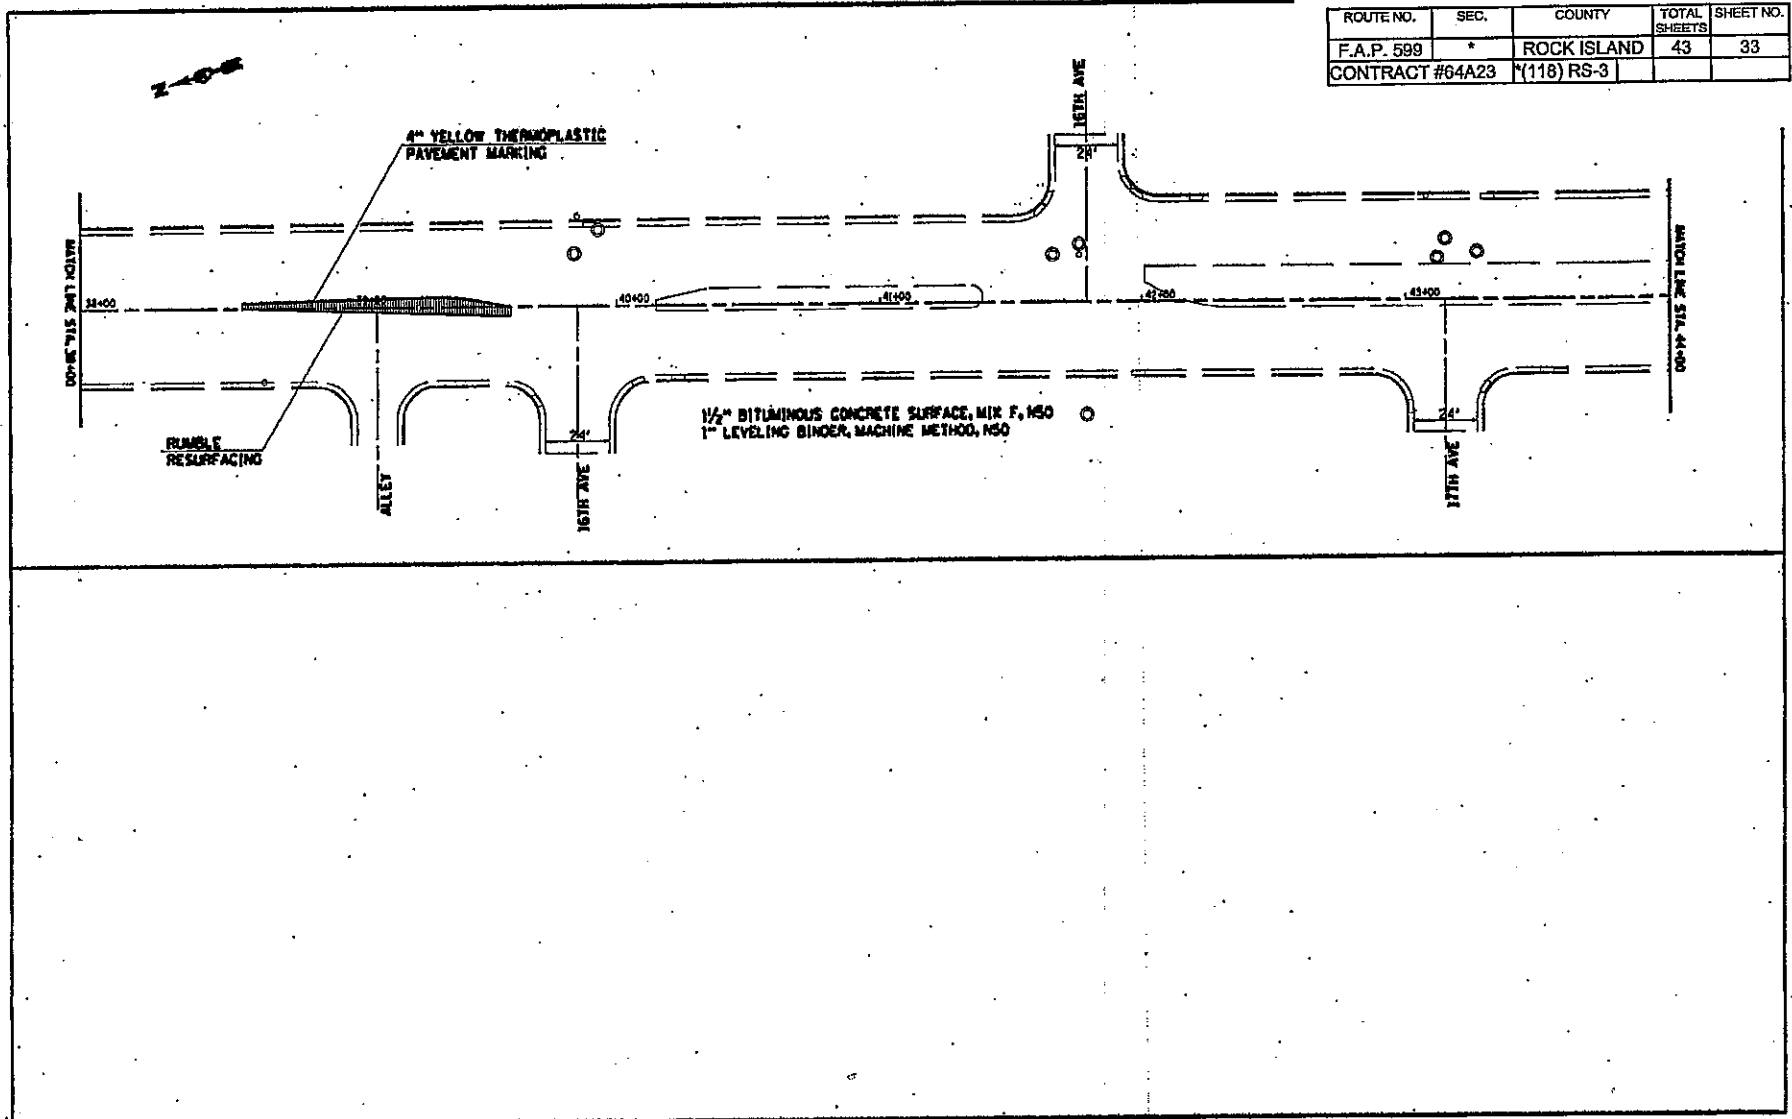 ROUTE NO. SEC. COUNTY TOTAL SHEETS SHEET NO.
F.A.P. 599 * ROCK ISLAND 43 33
CONTRACT #64A23 *(118) RS-3
N
4" YELLOW THERMOPLASTIC
PAVEMENT MARKING
16TH AVE
24'
MATCH LINE STA. 38+00
38+00
40+00
41+00
42+00
43+00
MATCH LINE STA. 44+00
1½" BITUMINOUS CONCRETE SURFACE, MIX F, N50
1" LEVELING BINDER, MACHINE METHOD, N50
RUMBLE
RESURFACING
24'
24'
ALLEY
16TH AVE
17TH AVE